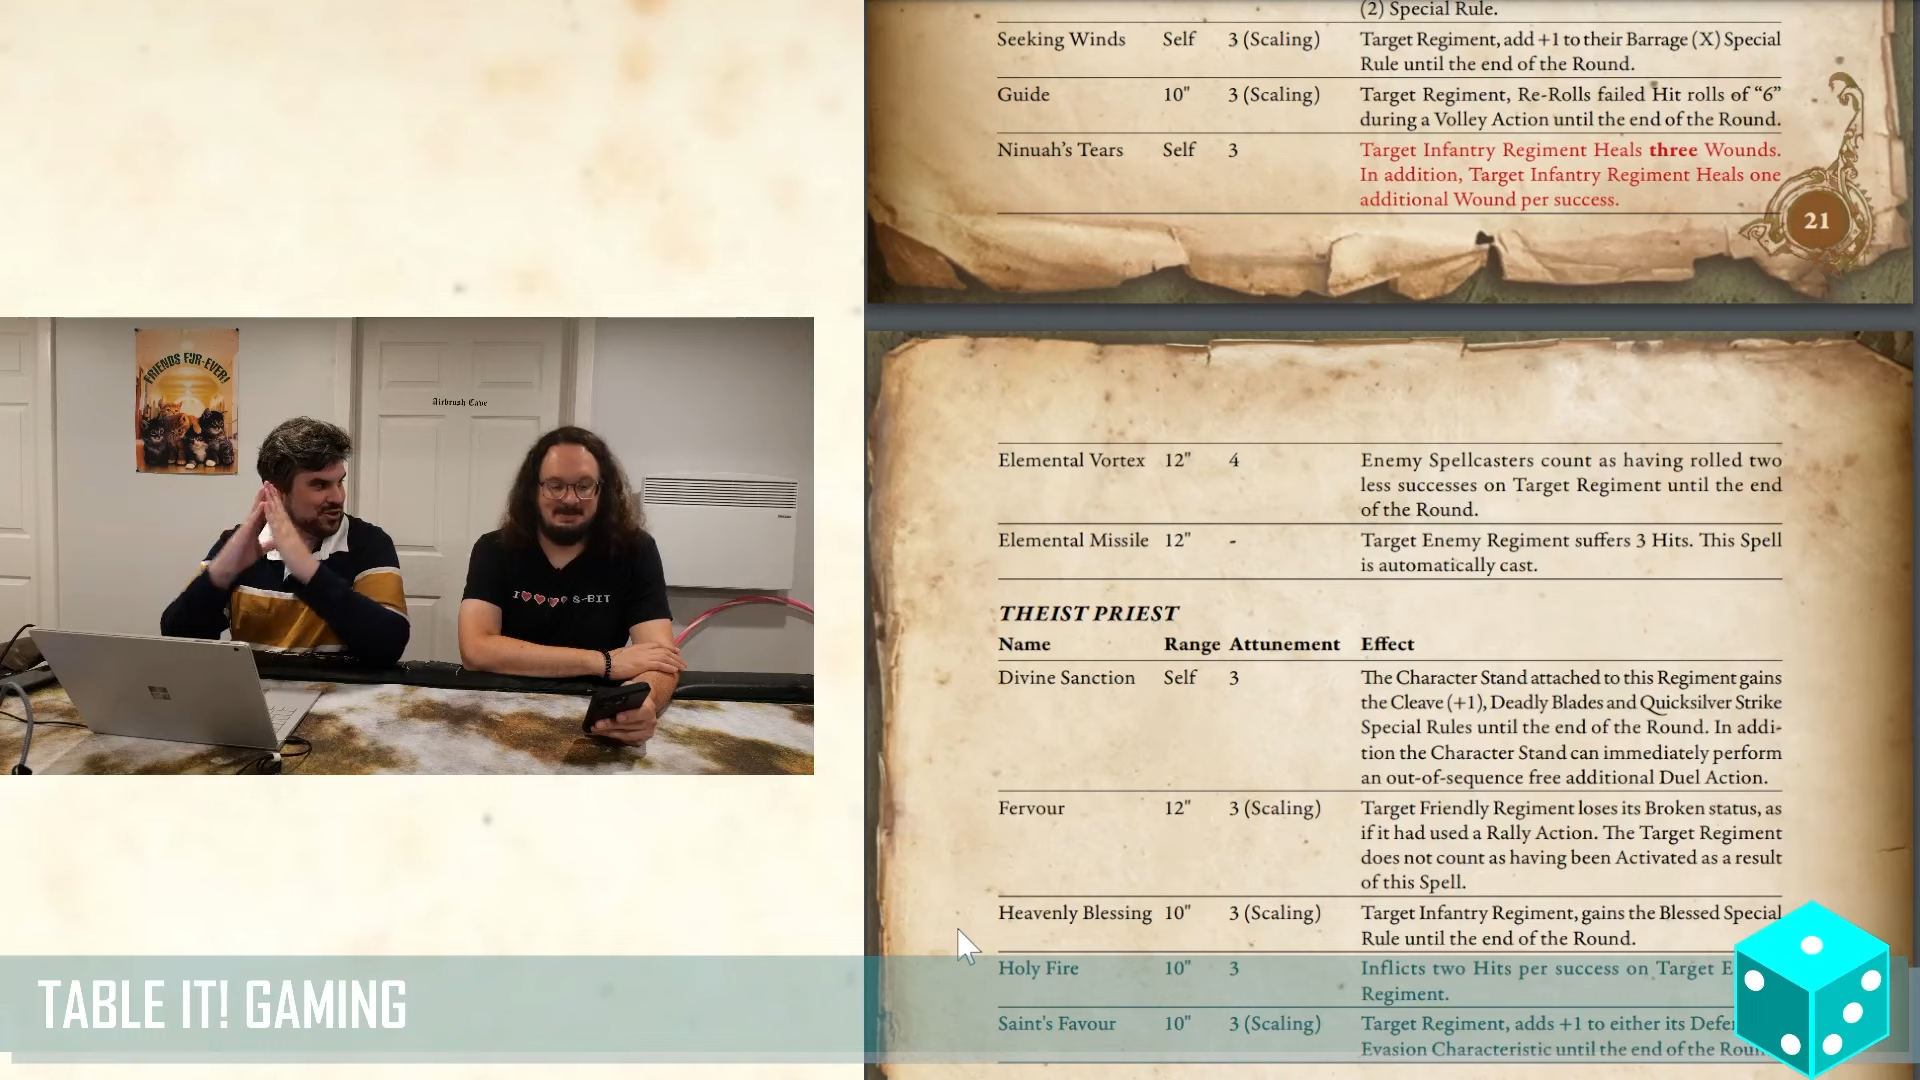 (2) Special Rule.
Seeking Winds Self 3 (Scaling) Target Regiment, add +1 to their Barrage (X) Special
Rule until the end of the Round.
Guide 10" 3 (Scaling) Target Regiment, Re-Rolls failed Hit rolls of “6”
during a Volley Action until the end of the Round.
Ninuah's Tears Self 3 Target Infantry Regiment Heals three Wounds.
In addition, Target Infantry Regiment Heals one
additional Wound per success.
21
FRIENDS FUR-EVER!
Airbrush Cave
I 8-BIT
Elemental Vortex 12" 4 Enemy Spellcasters count as having rolled two
less successes on Target Regiment until the end
of the Round.
Elemental Missile 12" - Target Enemy Regiment suffers 3 Hits. This Spell
is automatically cast.
THEIST PRIEST
Name Range Attunement Effect
Divine Sanction Self 3 The Character Stand attached to this Regiment gains
the Cleave (+1), Deadly Blades and Quicksilver Strike
Special Rules until the end of the Round. In addi-
tion the Character Stand can immediately perform
an out-of-sequence free additional Duel Action.
Fervour 12" 3 (Scaling) Target Friendly Regiment loses its Broken status, as
if it had used a Rally Action. The Target Regiment
does not count as having been Activated as a result
of this Spell.
Heavenly Blessing 10" 3 (Scaling) Target Infantry Regiment, gains the Blessed Special
Rule until the end of the Round.
Holy Fire 10" 3 Inflicts two Hits per success on Target
Regiment.
Saint's Favour 10" 3 (Scaling) Target Regiment, adds +1 to either its
Evasion Characteristic until the end of the
TABLE IT! GAMING